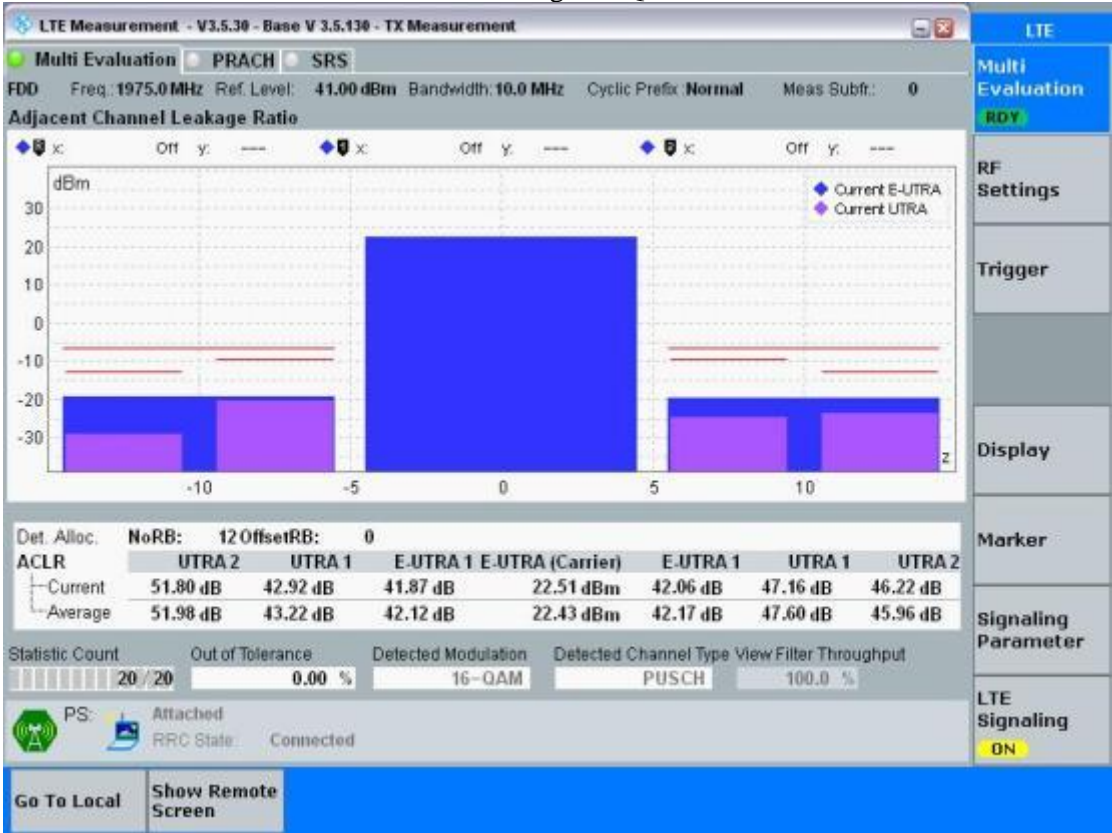 LTE Measurement - V3.5.30 - Base V 3.5.130 - TX Measurement
LTE
Multi Evaluation PRACH SRS
FDD Freq.: 1975.0 MHz Ref. Level: 41.00 dBm Bandwidth: 10.0 MHz Cyclic Prefix: Normal Meas Subfr.: 0
Adjacent Channel Leakage Ratio
x: Off y: --- x: Off y: --- x: Off y: ---
dBm
Current E-UTRA
Current UTRA
30
20
10
0
-10
-20
-30
z
-10 -5 0 5 10
Det. Alloc. NoRB: 12 OffsetRB: 0
ACLR UTRA 2 UTRA 1 E-UTRA 1 E-UTRA (Carrier) E-UTRA 1 UTRA 1 UTRA 2
Current 51.80 dB 42.92 dB 41.87 dB 22.51 dBm 42.06 dB 47.16 dB 46.22 dB
Average 51.98 dB 43.22 dB 42.12 dB 22.43 dBm 42.17 dB 47.60 dB 45.96 dB
Statistic Count Out of Tolerance Detected Modulation Detected Channel Type View Filter Throughput
20 / 20 0.00 % 16-QAM PUSCH 100.0 %
PS: Attached
RRC State: Connected
Multi
Evaluation
RDY
RF
Settings
Trigger
Display
Marker
Signaling
Parameter
LTE
Signaling
ON
Go To Local
Show Remote
Screen